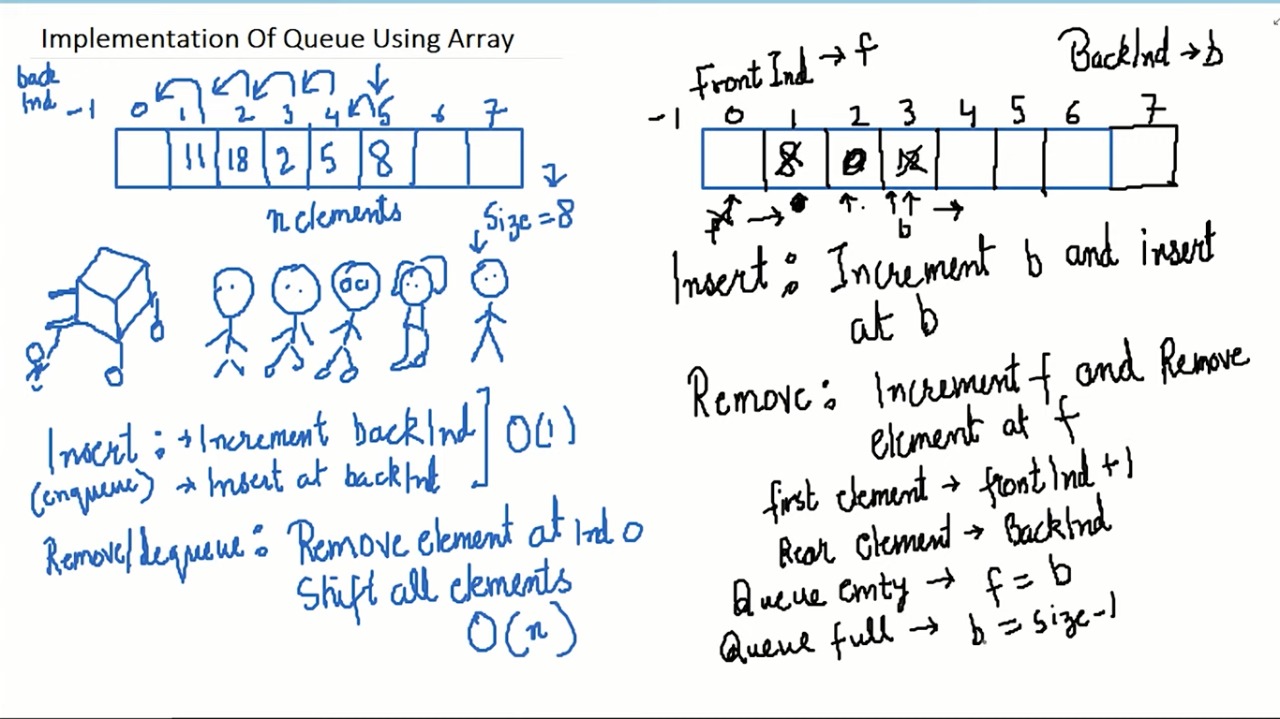 Implementation Of Queue Using Array
back
Ind
-1 0 1 2 3 4 5 6 7
11 18 2 5 8
n elements
Size = 8
Insert : → Increment backInd
(enqueue) → Insert at backInd
O(1)
Remove/dequeue : Remove element at Ind 0
Shift all elements
O(n)
FrontInd → f
BackInd → b
-1 0 1 2 3 4 5 6 7
8 12
f b
Insert : Increment b and insert
at b
Remove : Increment f and Remove
element at f
first element → frontInd + 1
Rear Element → BackInd
Queue emty → f = b
Queue full → b = size-1